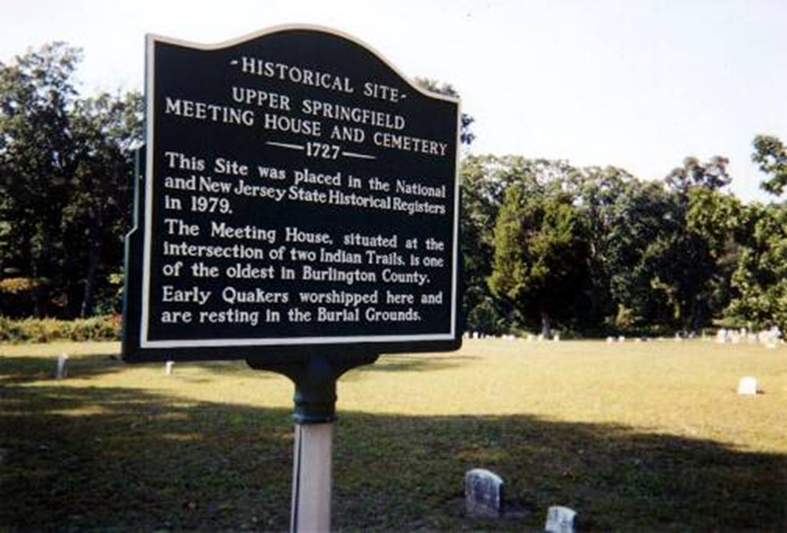 -HISTORICAL SITE-
UPPER SPRINGFIELD
MEETING HOUSE AND CEMETERY
1727
This Site was placed in the National
and New Jersey State Historical Registers
in 1979.
The Meeting House, situated at the
intersection of two Indian Trails, is one
of the oldest in Burlington County.
Early Quakers worshipped here and
are resting in the Burial Grounds.